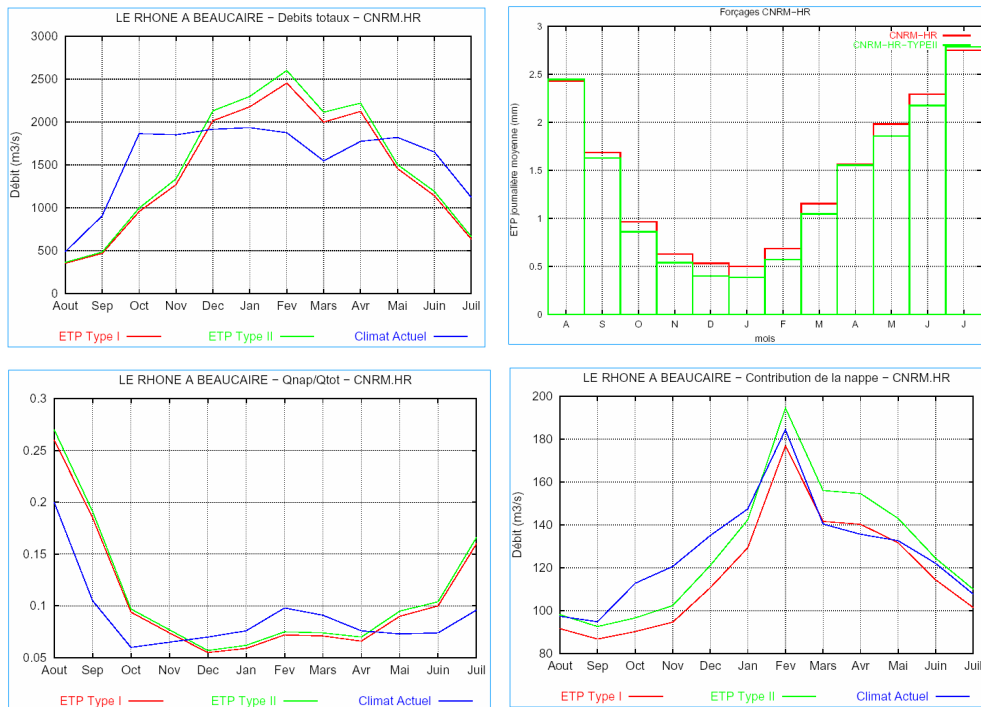 LE RHONE A BEAUCAIRE – Debits totaux – CNRM.HR
Débit (m3/s)
3000
2500
2000
1500
1000
500
0
Aout Sep Oct Nov Dec Jan Fev Mars Avr Mai Juin Juil
ETP Type I ETP Type II Climat Actuel
Forçages CNRM–HR
CNRM–HR
CNRM–HR–TYPEII
ETP journalière moyenne (mm)
3
2.5
2
1.5
1
0.5
0
A S O N D J F M A M J J
mois
LE RHONE A BEAUCAIRE – Qnap/Qtot – CNRM.HR
0.3
0.25
0.2
0.15
0.1
0.05
Aout Sep Oct Nov Dec Jan Fev Mars Avr Mai Juin Juil
ETP Type I ETP Type II Climat Actuel
LE RHONE A BEAUCAIRE – Contribution de la nappe – CNRM.HR
Débit (m3/s)
200
180
160
140
120
100
80
Aout Sep Oct Nov Dec Jan Fev Mars Avr Mai Juin Juil
ETP Type I ETP Type II Climat Actuel